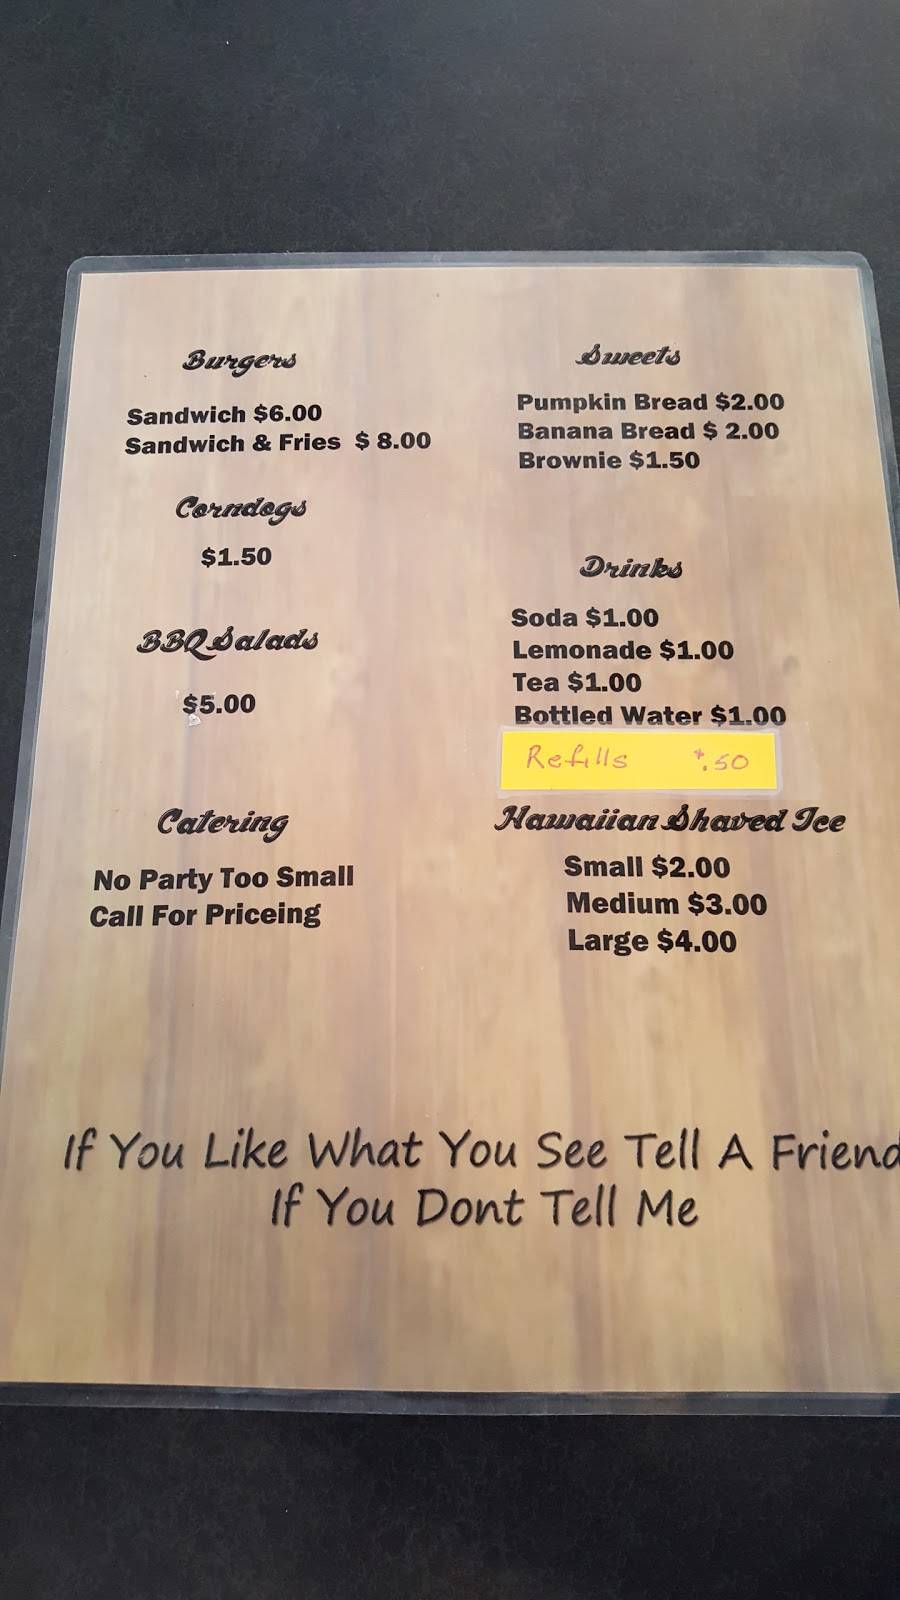 Burgers
Sandwich $6.00
Sandwich & Fries $ 8.00
Corndogs
$1.50
BBQ Salads
$5.00
Catering
No Party Too Small
Call For Priceing
Sweets
Pumpkin Bread $2.00
Banana Bread $ 2.00
Brownie $1.50
Drinks
Soda $1.00
Lemonade $1.00
Tea $1.00
Bottled Water $1.00
Refills $.50
Hawaiian Shaved Ice
Small $2.00
Medium $3.00
Large $4.00
If You Like What You See Tell A Friend
If You Dont Tell Me